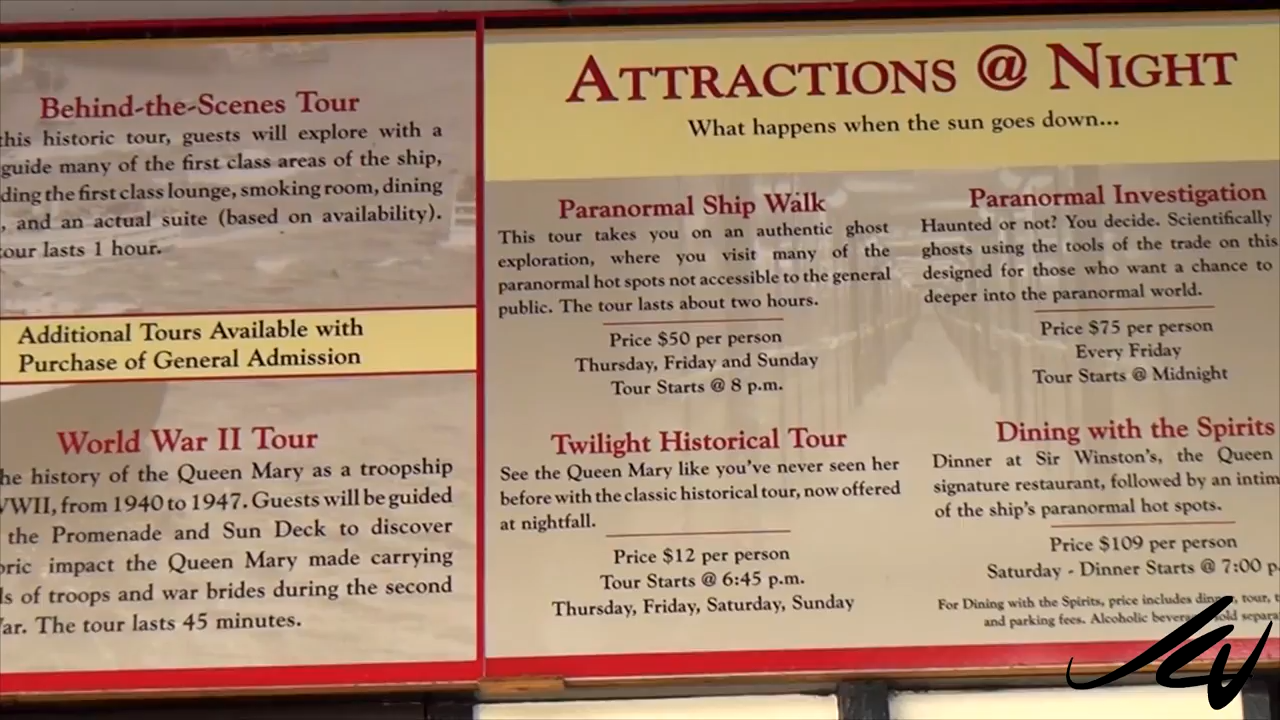 Behind-the-Scenes Tour
this historic tour, guests will explore with a
guide many of the first class areas of the ship,
ding the first class lounge, smoking room, dining
, and an actual suite (based on availability).
our lasts 1 hour.
Additional Tours Available with
Purchase of General Admission
World War II Tour
he history of the Queen Mary as a troopship
WWII, from 1940 to 1947. Guests will be guided
the Promenade and Sun Deck to discover
oric impact the Queen Mary made carrying
ds of troops and war brides during the second
War. The tour lasts 45 minutes.
ATTRACTIONS @ NIGHT
What happens when the sun goes down...
Paranormal Ship Walk
This tour takes you on an authentic ghost
exploration, where you visit many of the
paranormal hot spots not accessible to the general
public. The tour lasts about two hours.
Price $50 per person
Thursday, Friday and Sunday
Tour Starts @ 8 p.m.
Paranormal Investigation
Haunted or not? You decide. Scientifically
ghosts using the tools of the trade on this
designed for those who want a chance to
deeper into the paranormal world.
Price $75 per person
Every Friday
Tour Starts @ Midnight
Twilight Historical Tour
See the Queen Mary like you've never seen her
before with the classic historical tour, now offered
at nightfall.
Price $12 per person
Tour Starts @ 6:45 p.m.
Thursday, Friday, Saturday, Sunday
Dining with the Spirits
Dinner at Sir Winston's, the Queen
signature restaurant, followed by an intim
of the ship's paranormal hot spots.
Price $109 per person
Saturday - Dinner Starts @ 7:00 p.
For Dining with the Spirits, price includes dinner, tour, t
and parking fees. Alcoholic bevera sold separa